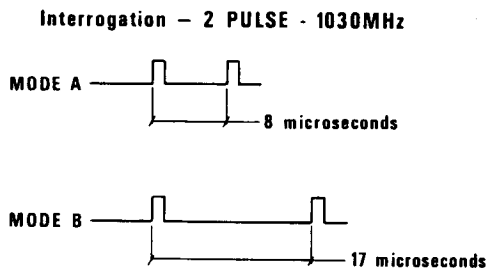 Interrogation – 2 PULSE - 1030MHz
MODE A
8 microseconds
MODE B
17 microseconds